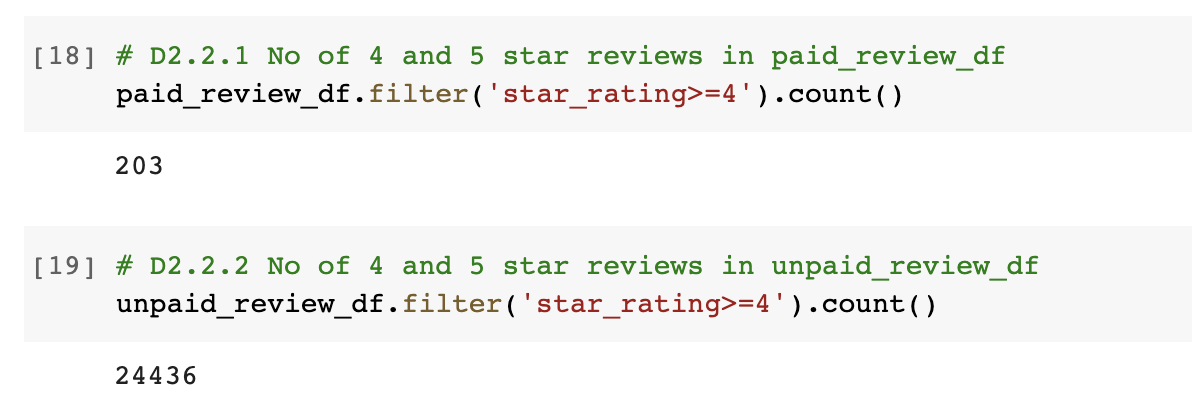 [18] # D2.2.1 No of 4 and 5 star reviews in paid_review_df
paid_review_df.filter('star_rating>=4').count()
203
[19] # D2.2.2 No of 4 and 5 star reviews in unpaid_review_df
unpaid_review_df.filter('star_rating>=4').count()
24436